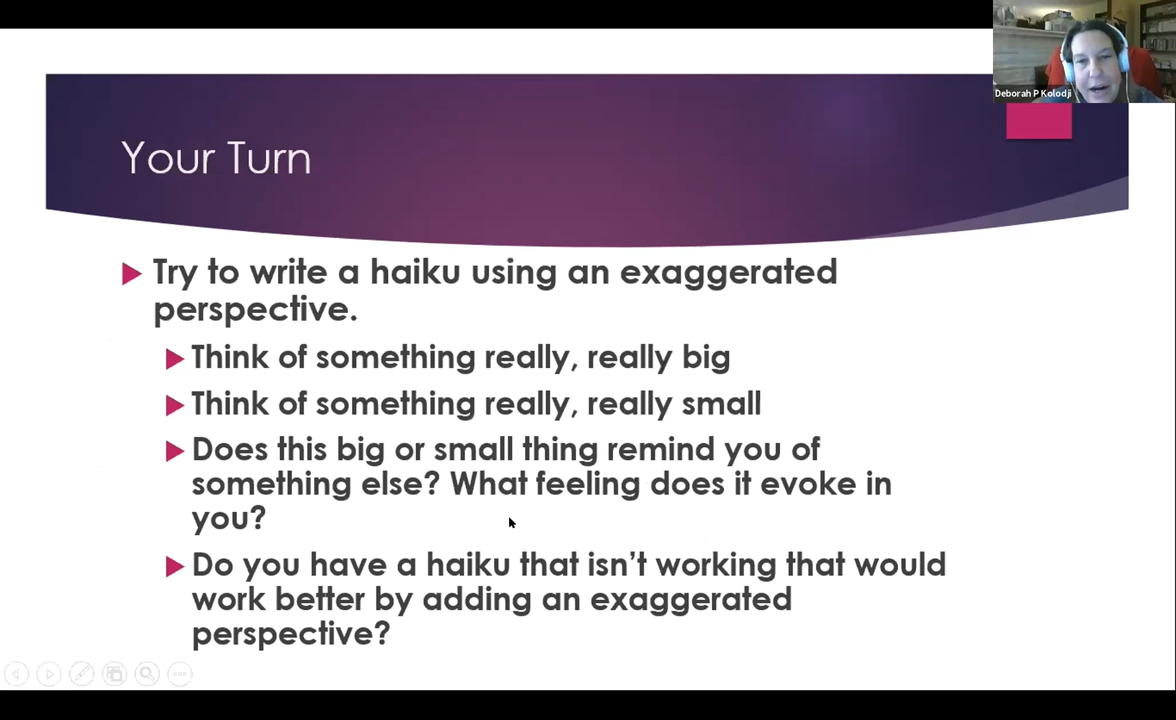 Deborah P Kolodji
Your Turn
Try to write a haiku using an exaggerated
perspective.
Think of something really, really big
Think of something really, really small
Does this big or small thing remind you of
something else? What feeling does it evoke in
you?
Do you have a haiku that isn’t working that would
work better by adding an exaggerated
perspective?